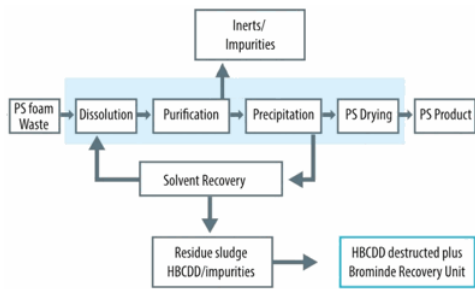 Inerts/
Impurities
PS foam
Waste
Dissolution
Purification
Precipitation
PS Drying
PS Product
Solvent Recovery
Residue sludge
HBCDD/impurities
HBCDD destructed plus
Brominde Recovery Unit